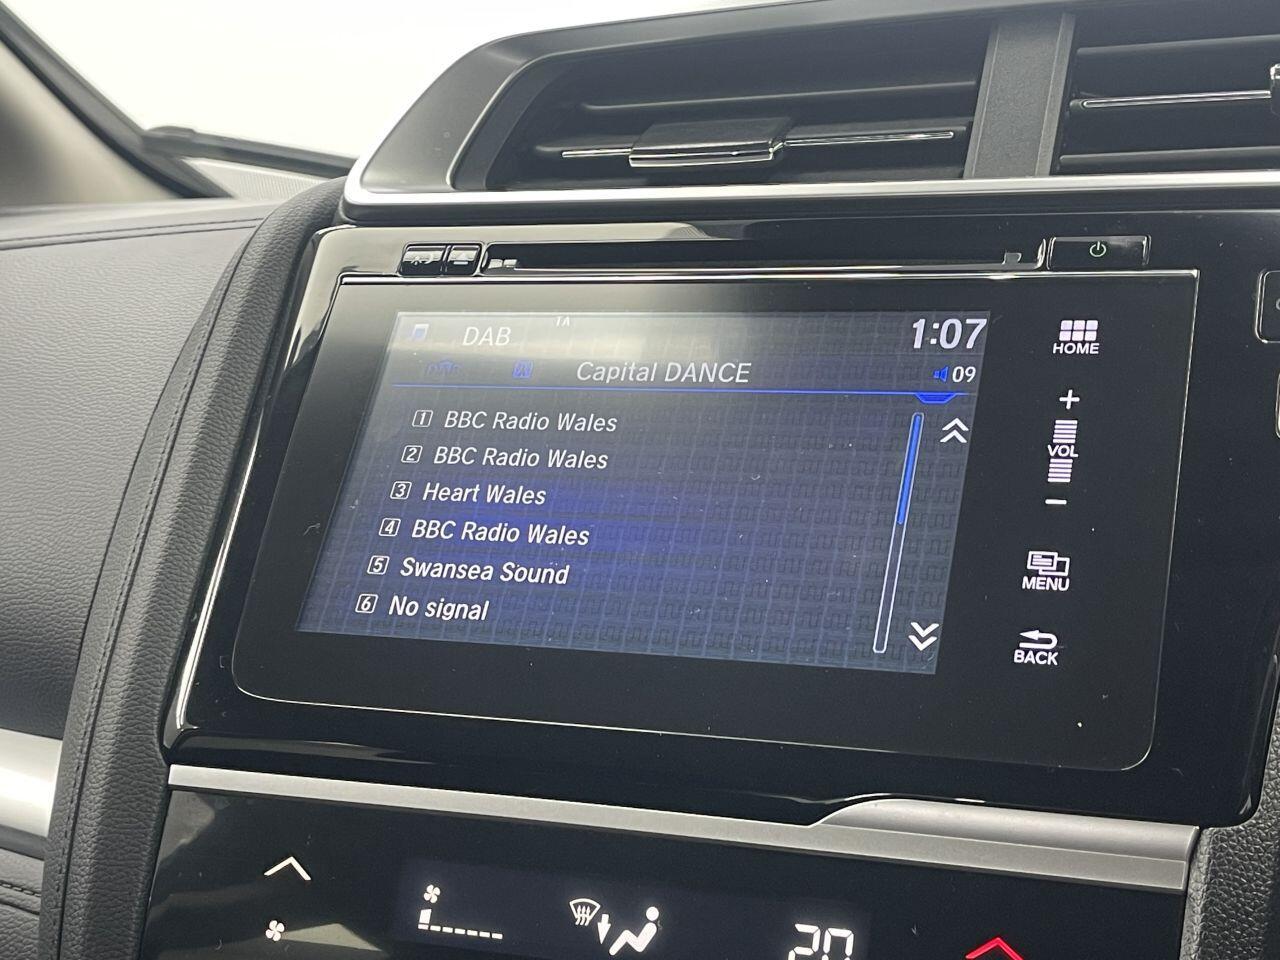 TA
DAB
1:07
Capital DANCE
09
1 BBC Radio Wales
2 BBC Radio Wales
3 Heart Wales
4 BBC Radio Wales
5 Swansea Sound
6 No signal
HOME
+
VOL
−
MENU
BACK
20